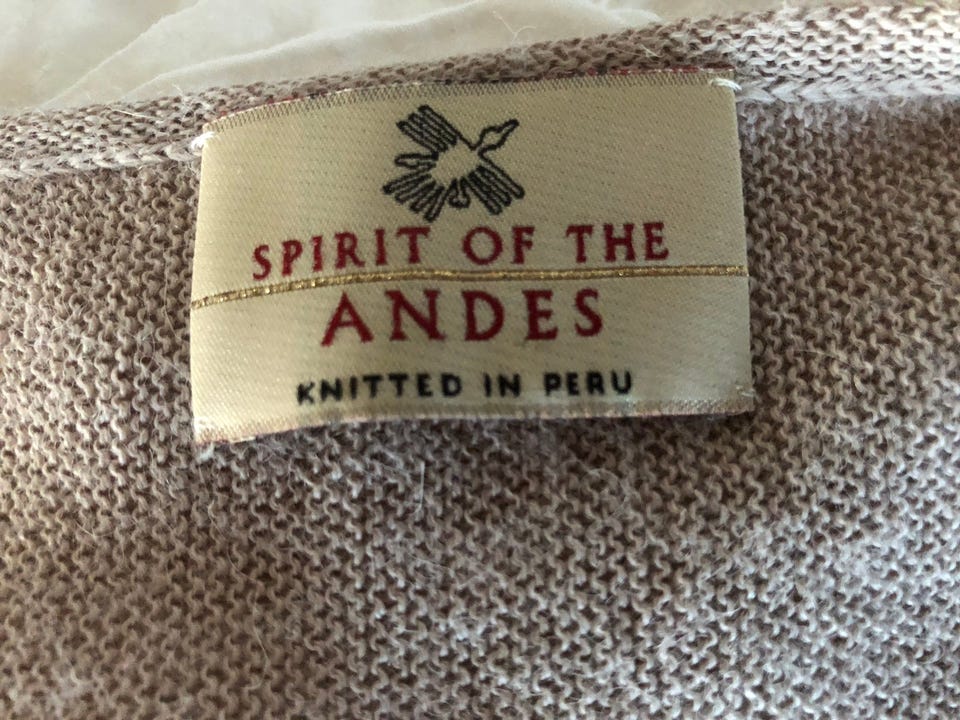 SPIRIT OF THE
ANDES
KNITTED IN PERU